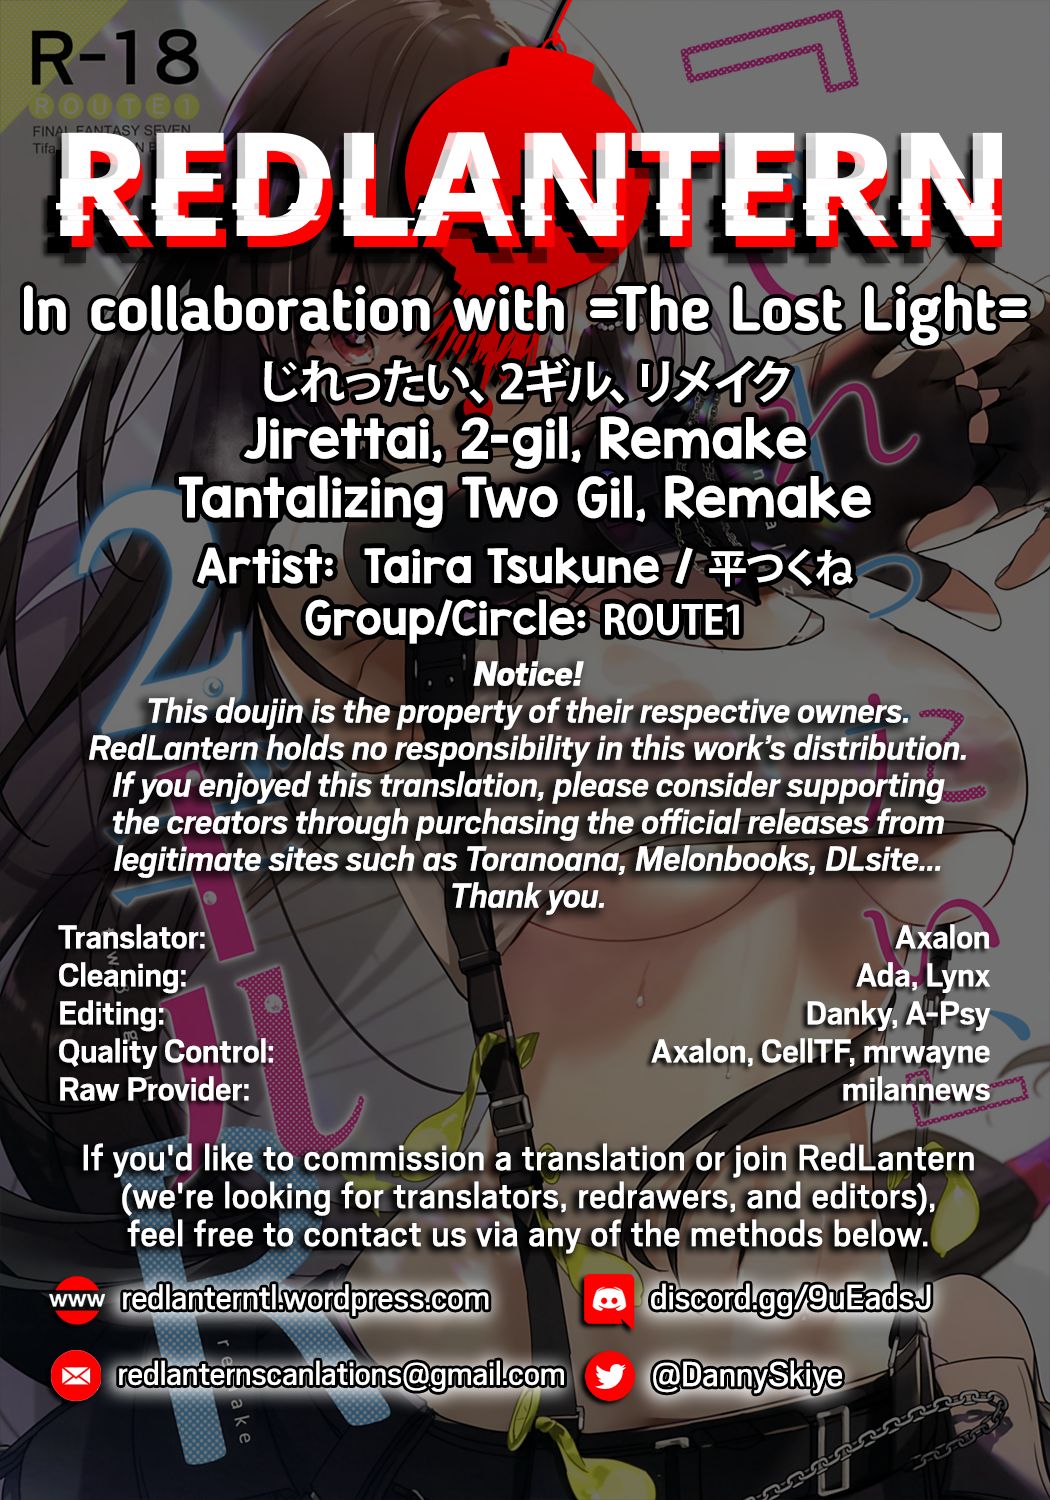 R-18
ROUTE1
FINAL FANTASY SEVEN
Tifa
REDLANTERN
In collaboration with =The Lost Light=
じれったい、2ギル、リメイク
Jirettai, 2-gil, Remake
Tantalizing Two Gil, Remake
Artist: Taira Tsukune / 平つくね
Group/Circle: ROUTE1
Notice!
This doujin is the property of their respective owners.
RedLantern holds no responsibility in this work's distribution.
If you enjoyed this translation, please consider supporting
the creators through purchasing the official releases from
legitimate sites such as Toranoana, Melonbooks, DLsite...
Thank you.
Translator: Axalon
Cleaning: Ada, Lynx
Editing: Danky, A-Psy
Quality Control: Axalon, CellTF, mrwayne
Raw Provider: milannews
If you'd like to commission a translation or join RedLantern
(we're looking for translators, redrawers, and editors),
feel free to contact us via any of the methods below.
www redlanterntl.wordpress.com
discord.gg/9uEadsJ
redlanternscanlations@gmail.com
@DannySkiye
2ギル
R
remake